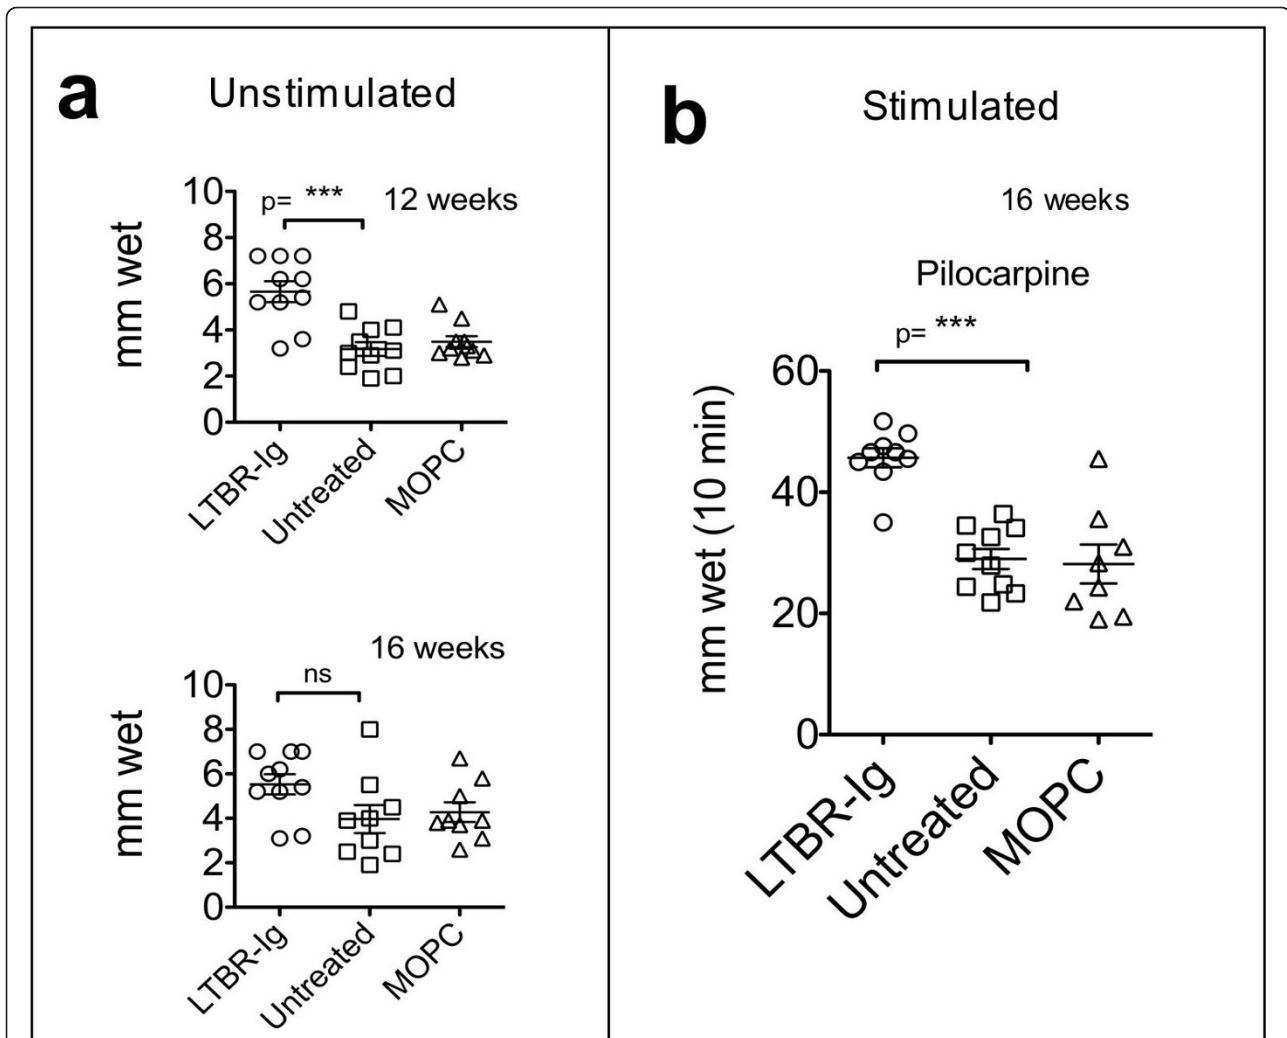 a
Unstimulated
p= ***
12 weeks
mm wet
10
8
6
4
2
0
LTBR-Ig
Untreated
MOPC
16 weeks
ns
mm wet
10
8
6
4
2
0
LTBR-Ig
Untreated
MOPC
b
Stimulated
16 weeks
Pilocarpine
p= ***
mm wet (10 min)
60
40
20
0
LTBR-Ig
Untreated
MOPC